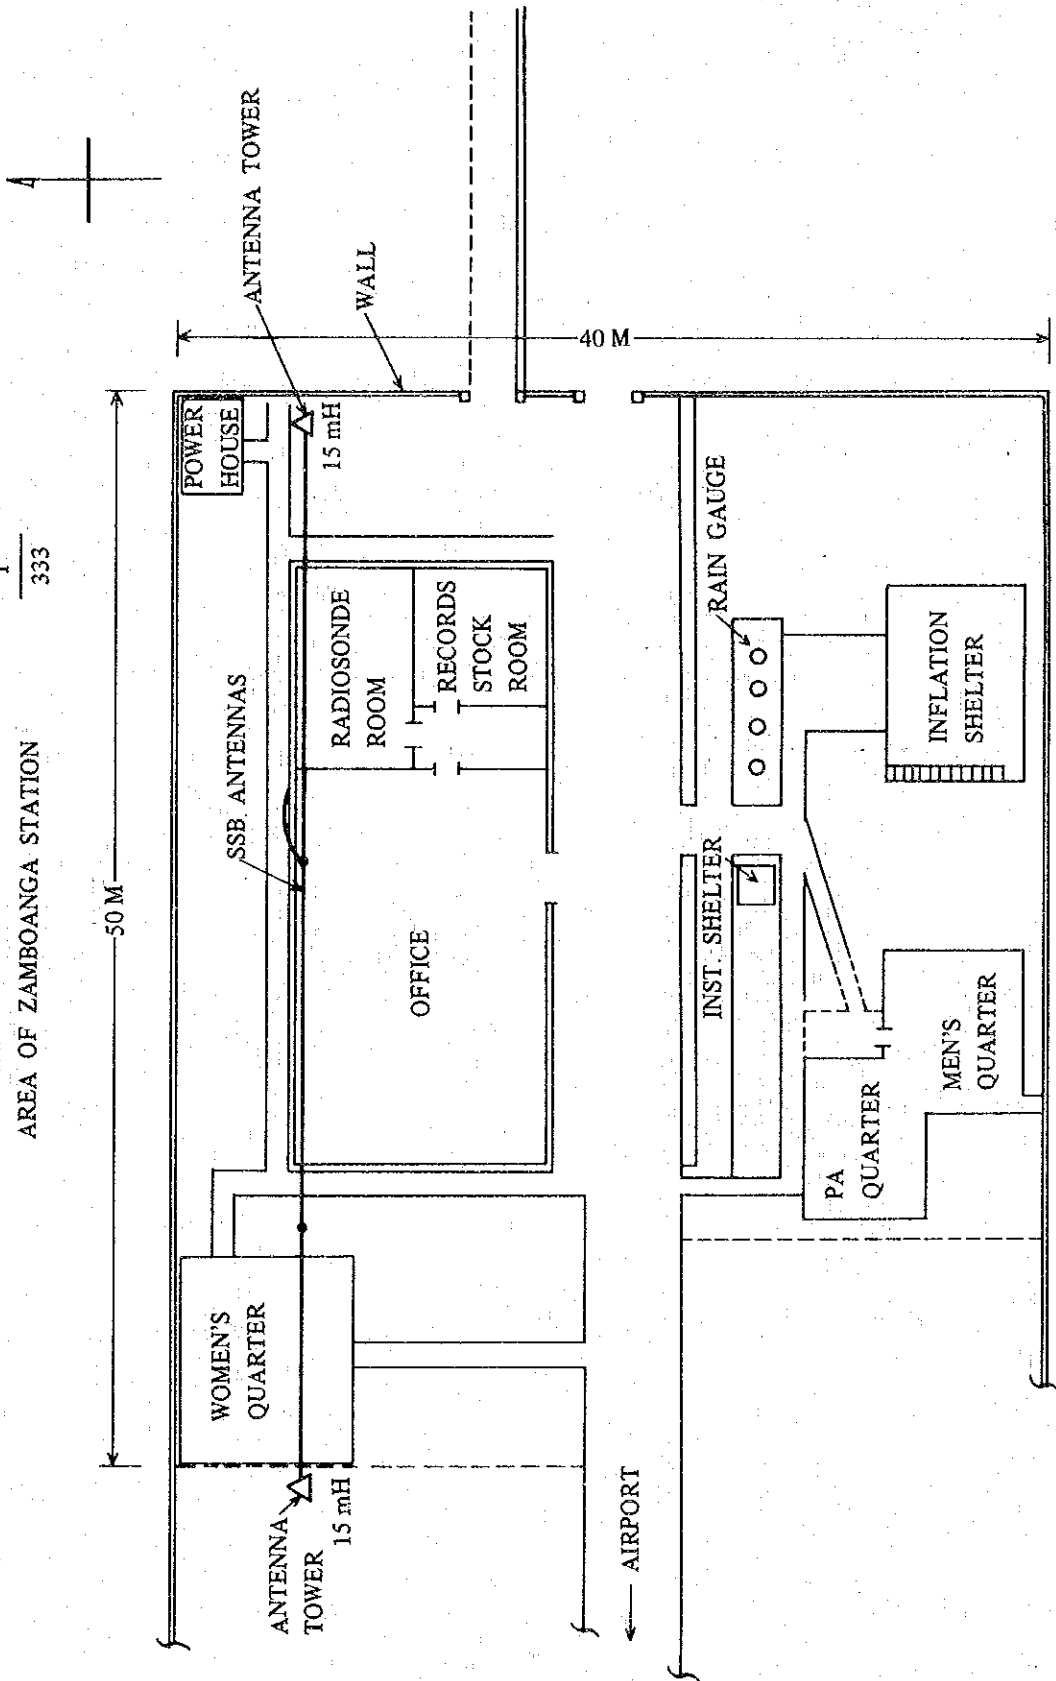 AREA OF ZAMBOANGA STATION
1
333
50 M
POWER
HOUSE
ANTENNA TOWER
WALL
15 mH
40 M
SSB ANTENNAS
RADIOSONDE
ROOM
RECORDS
STOCK
ROOM
OFFICE
WOMEN'S
QUARTER
ANTENNA
TOWER
15 mH
AIRPORT
RAIN GAUGE
INST. SHELTER
INFLATION
SHELTER
PA
QUARTER
MEN'S
QUARTER